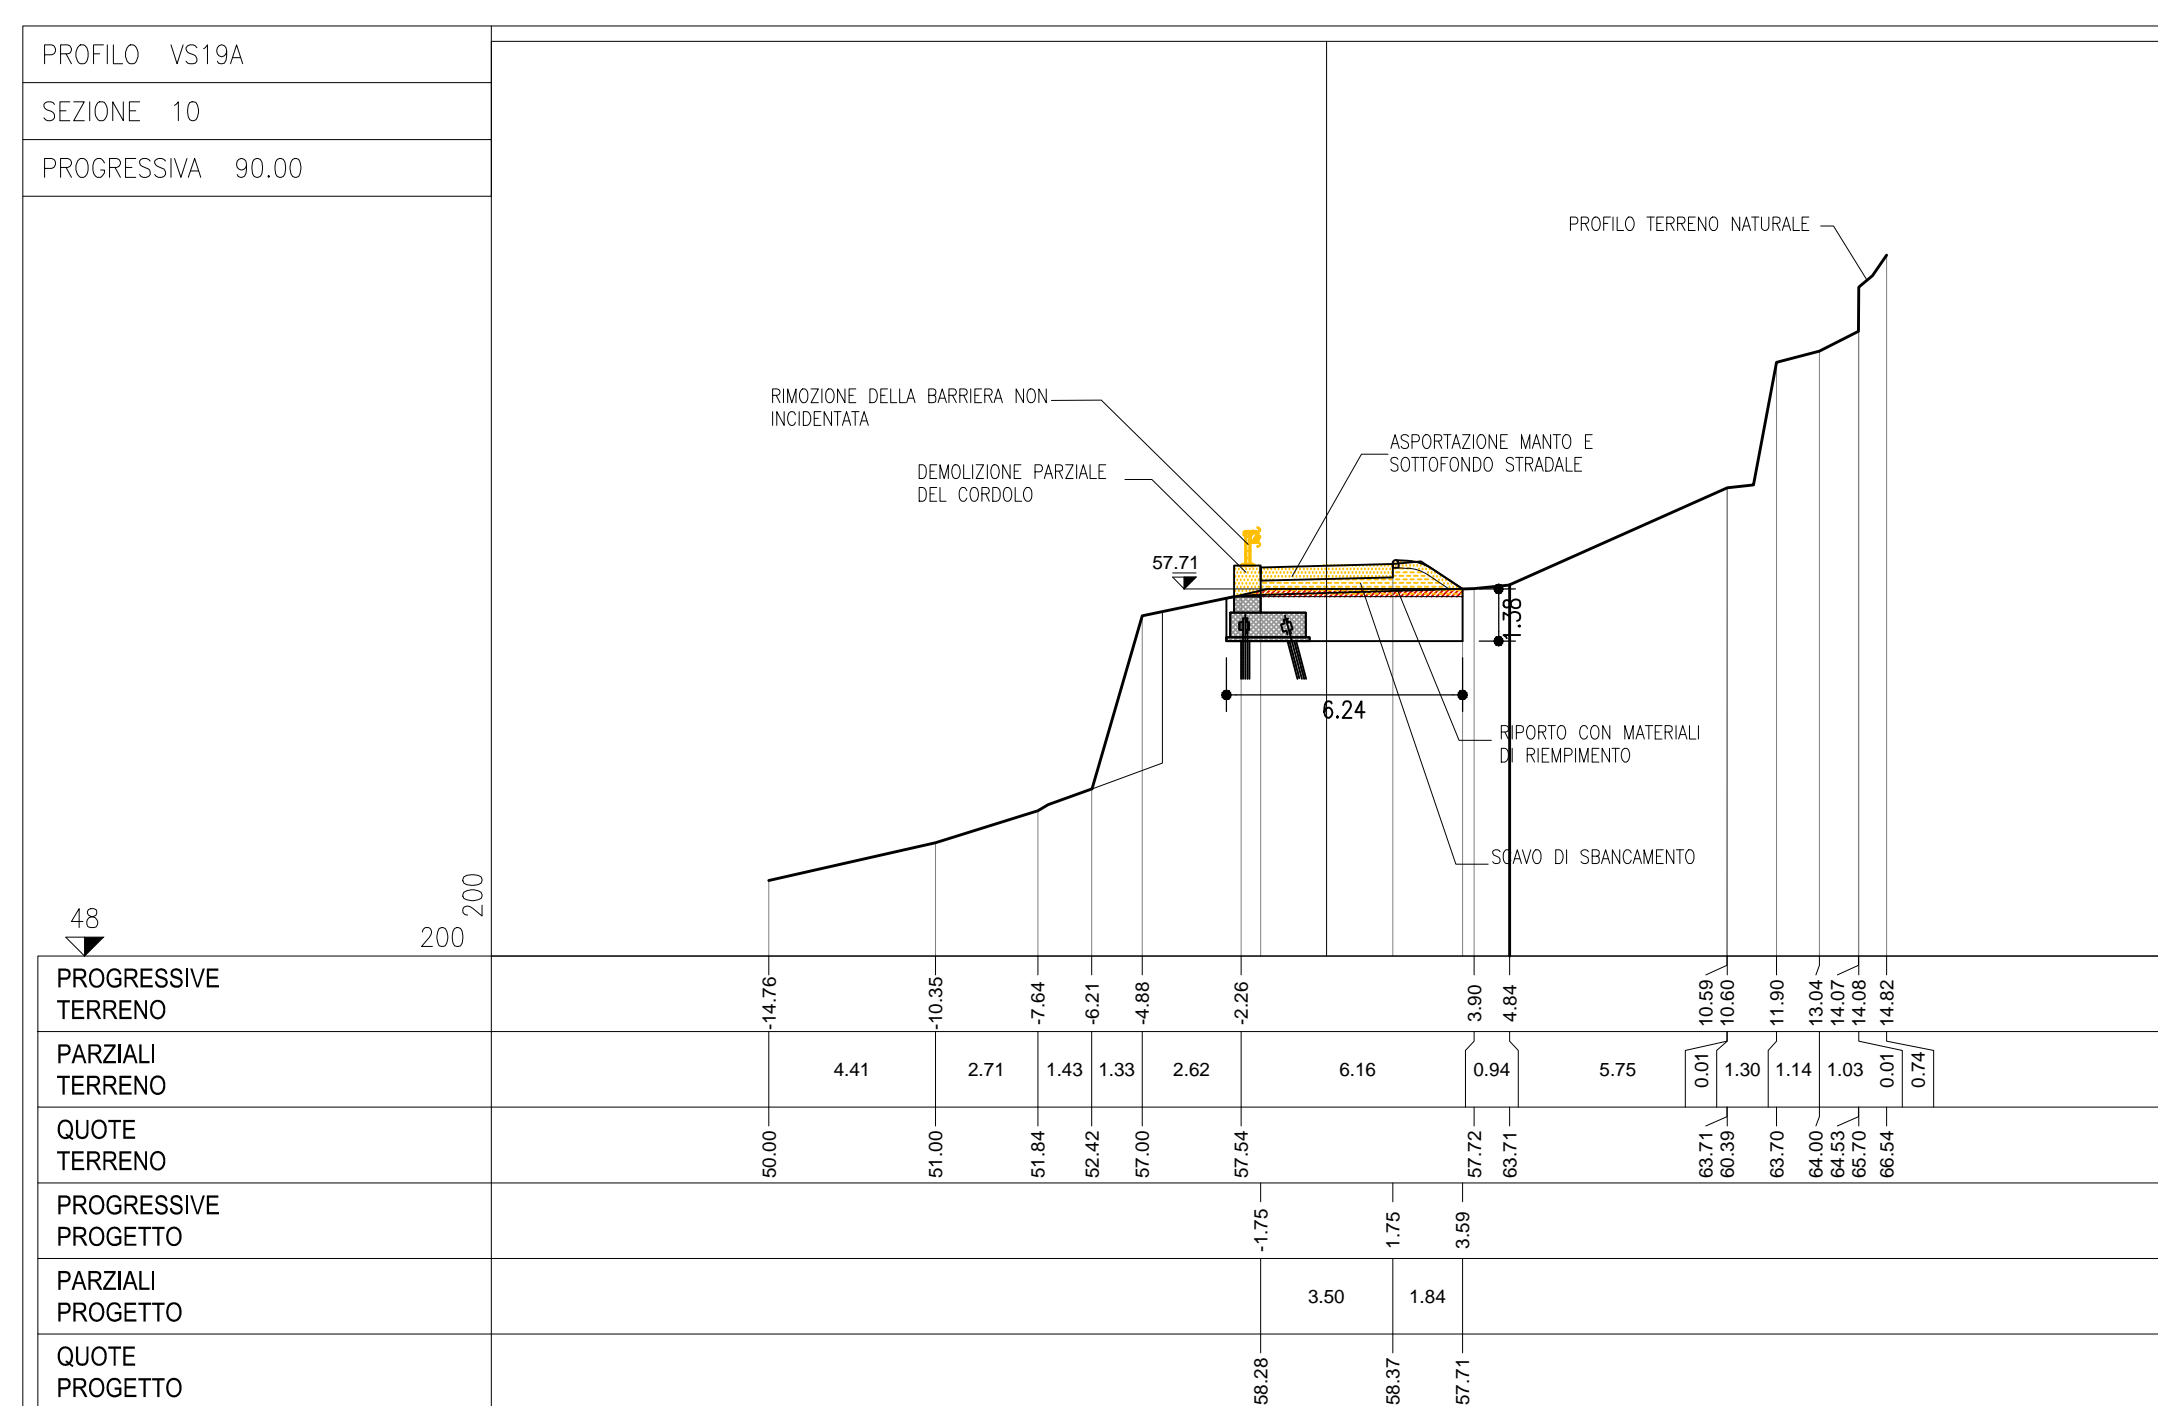 PROFILO VS19A
SEZIONE 10
PROGRESSIVA 90.00
PROFILO TERRENO NATURALE
RIMOZIONE DELLA BARRIERA NON
INCIDENTATA
ASPORTAZIONE MANTO E
SOTTOFONDO STRADALE
DEMOLIZIONE PARZIALE
DEL CORDOLO
57.71
1.38
6.24
RIPORTO CON MATERIALI
DI RIEMPIMENTO
SCAVO DI SBANCAMENTO
48
200
200
PROGRESSIVE
TERRENO
-14.76 -10.35 -7.64 -6.21 -4.88 -2.26 3.90 4.84 10.59 10.60 11.90 13.04 14.07 14.08 14.82
PARZIALI
TERRENO
4.41 2.71 1.43 1.33 2.62 6.16 0.94 5.75 0.01 1.30 1.14 1.03 0.01 0.74
QUOTE
TERRENO
50.00 51.00 51.84 52.42 57.00 57.54 57.72 63.71 63.71 60.39 63.70 64.00 64.53 65.70 66.54
PROGRESSIVE
PROGETTO
-1.75 1.75 3.59
PARZIALI
PROGETTO
3.50 1.84
QUOTE
PROGETTO
58.28 58.37 57.71